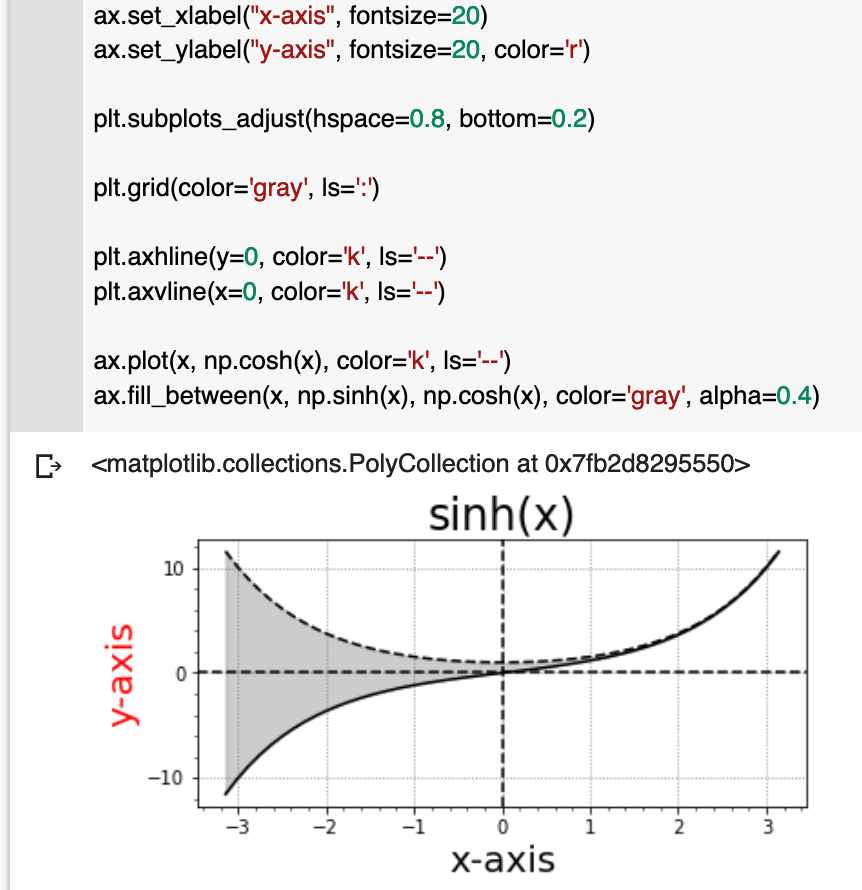 ax.set_xlabel("x-axis", fontsize=20)
ax.set_ylabel("y-axis", fontsize=20, color='r')
plt.subplots_adjust(hspace=0.8, bottom=0.2)
plt.grid(color='gray', ls=':')
plt.axhline(y=0, color='k', ls='--')
plt.axvline(x=0, color='k', ls='--')
ax.plot(x, np.cosh(x), color='k', ls='--')
ax.fill_between(x, np.sinh(x), np.cosh(x), color='gray', alpha=0.4)
<matplotlib.collections.PolyCollection at 0x7fb2d8295550>
sinh(x)
10
0
−10
y-axis
−3 −2 −1 0 1 2 3
x-axis